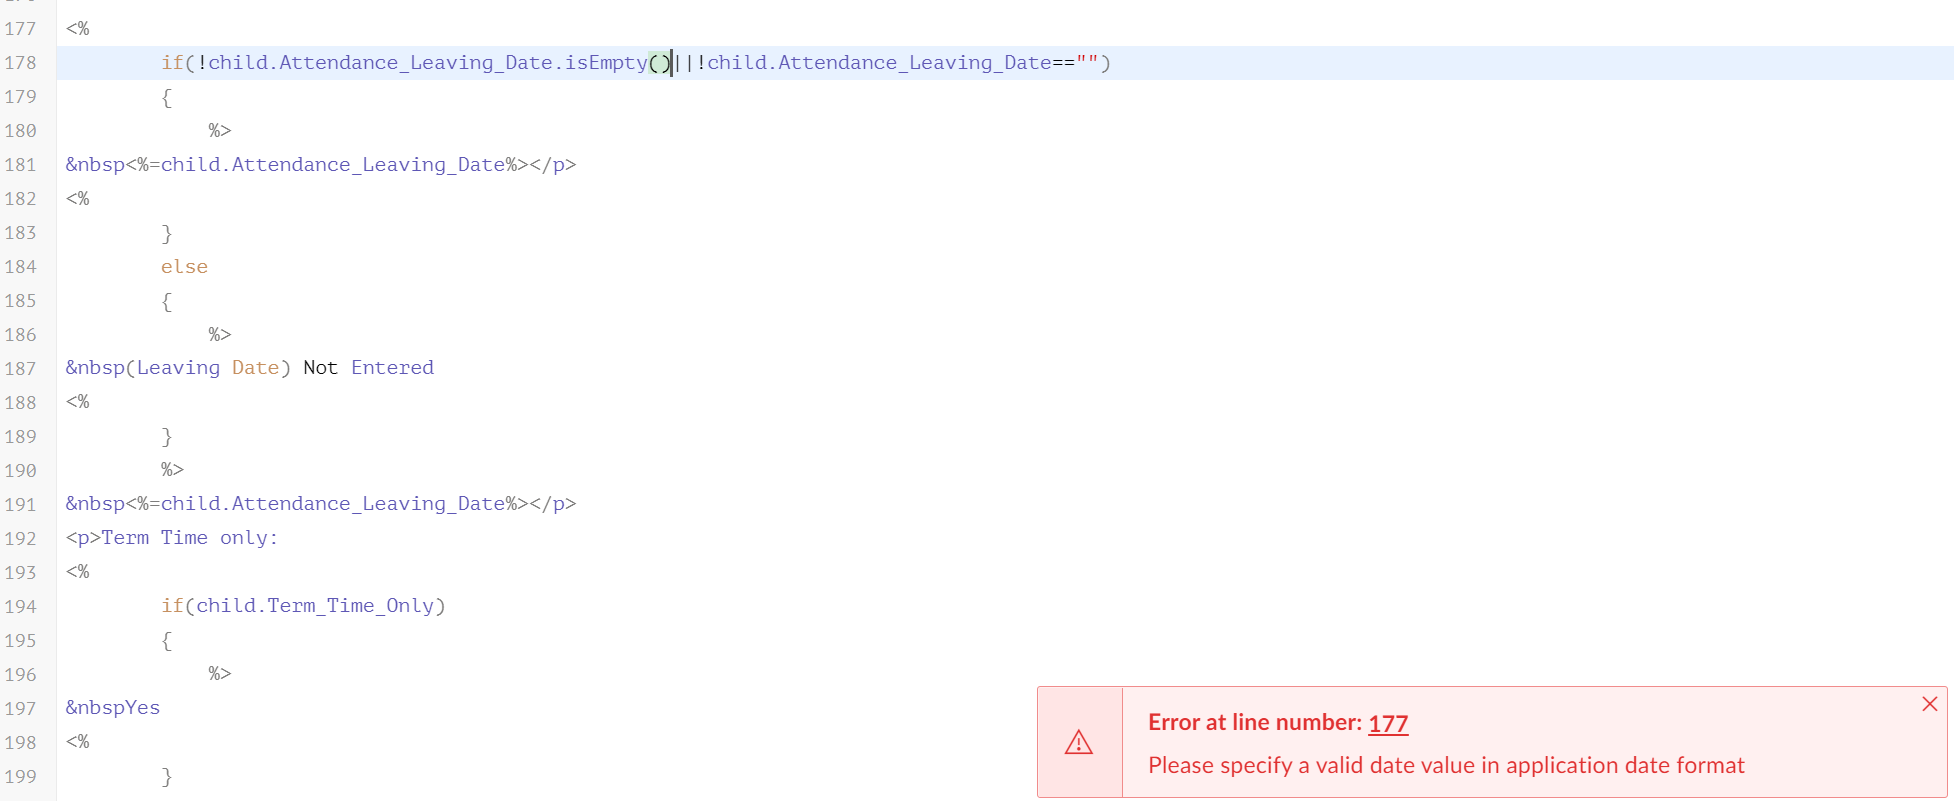 177 <%
178 if(!child.Attendance_Leaving_Date.isEmpty()||!child.Attendance_Leaving_Date=="")
179 {
180 %>
181 &nbsp<%=child.Attendance_Leaving_Date%></p>
182 <%
183 }
184 else
185 {
186 %>
187 &nbsp(Leaving Date) Not Entered
188 <%
189 }
190 %>
191 &nbsp<%=child.Attendance_Leaving_Date%></p>
192 <p>Term Time only:
193 <%
194 if(child.Term_Time_Only)
195 {
196 %>
197 &nbspYes
198 <%
199 }
Error at line number: 177
Please specify a valid date value in application date format